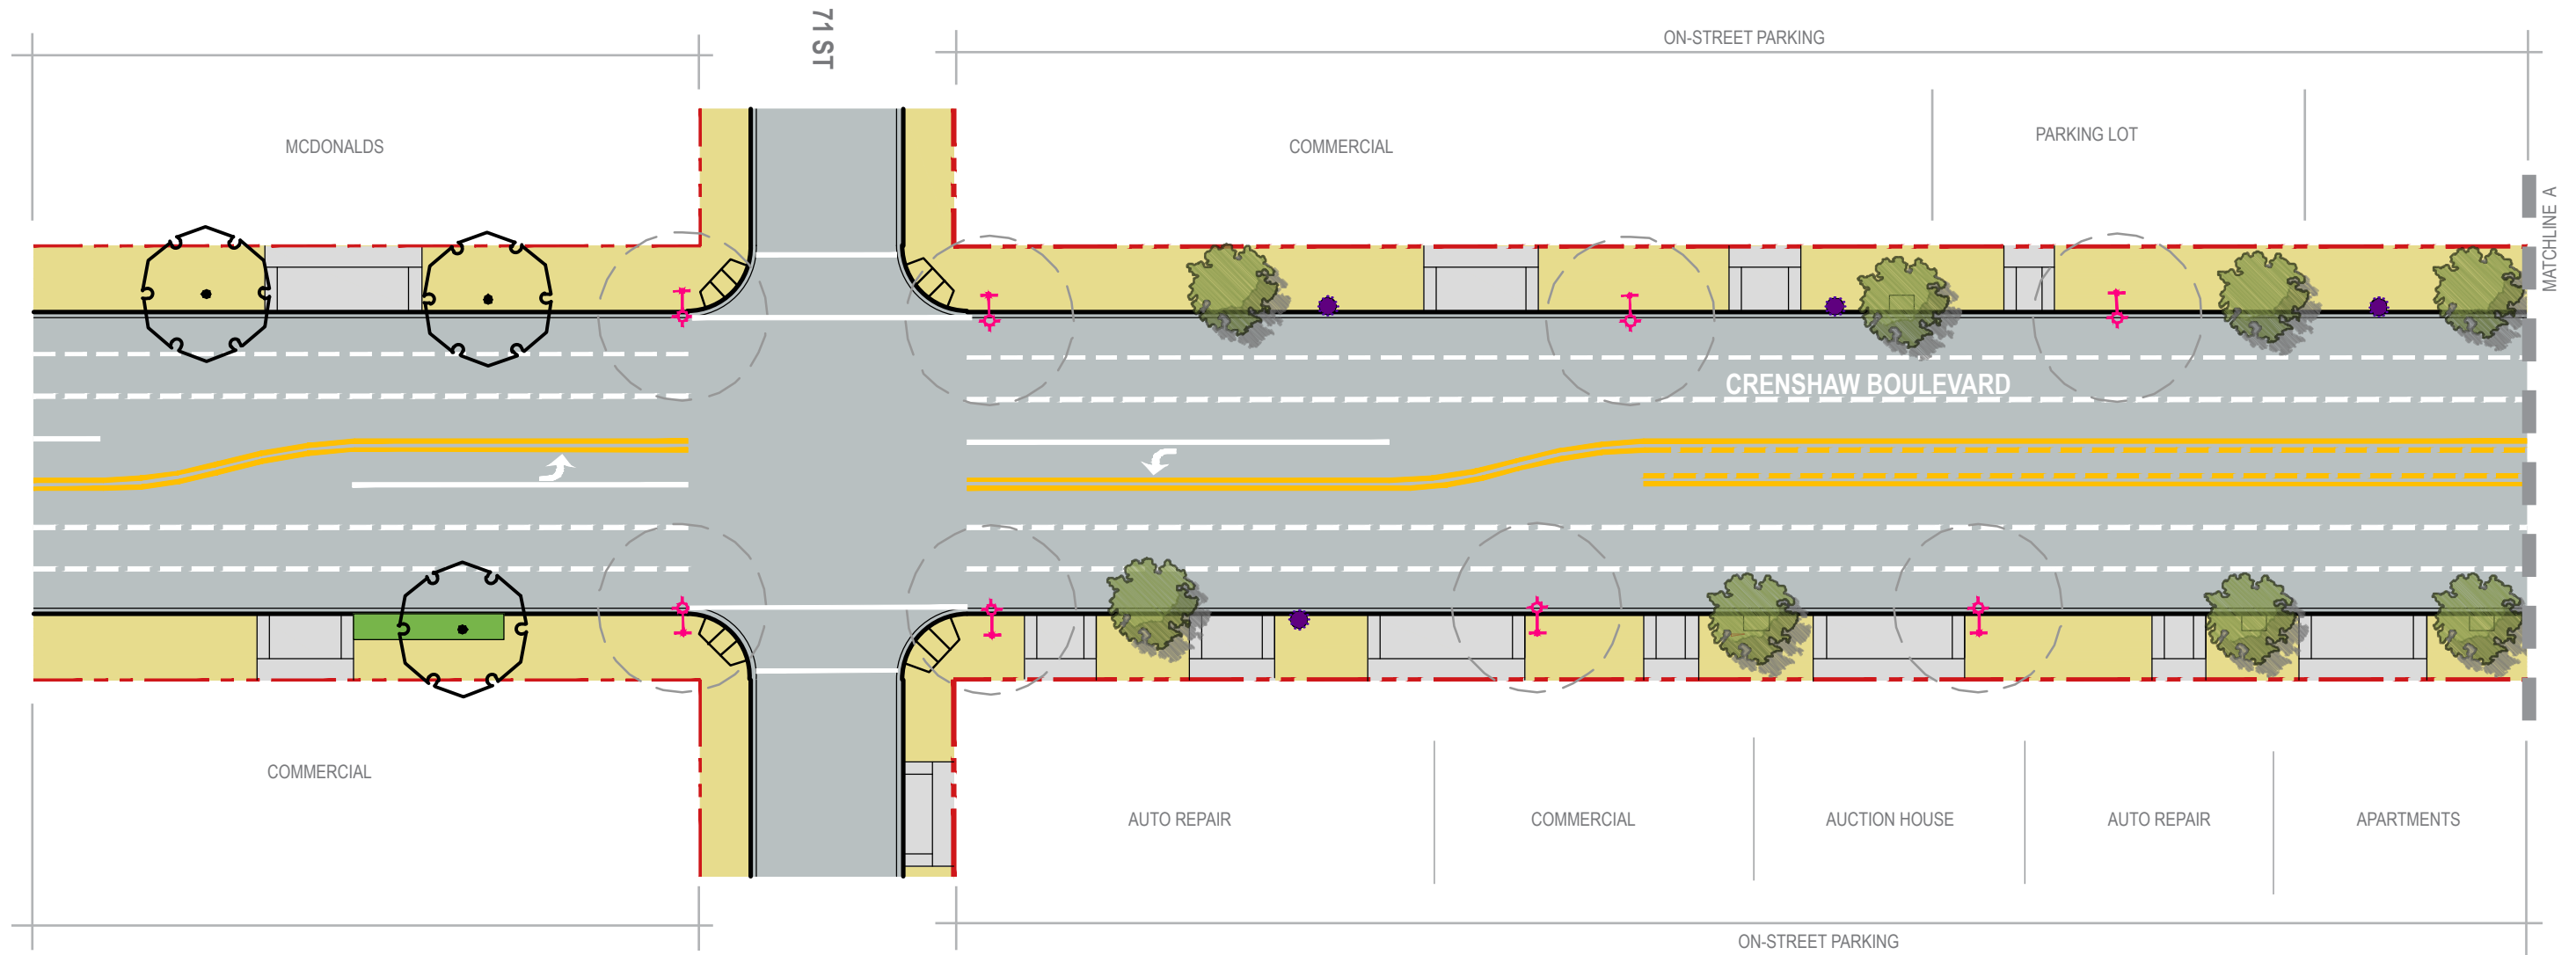 71 ST
ON-STREET PARKING
MCDONALDS
COMMERCIAL
PARKING LOT
MATCHLINE A
CRENSHAW BOULEVARD
COMMERCIAL
AUTO REPAIR
COMMERCIAL
AUCTION HOUSE
AUTO REPAIR
APARTMENTS
ON-STREET PARKING